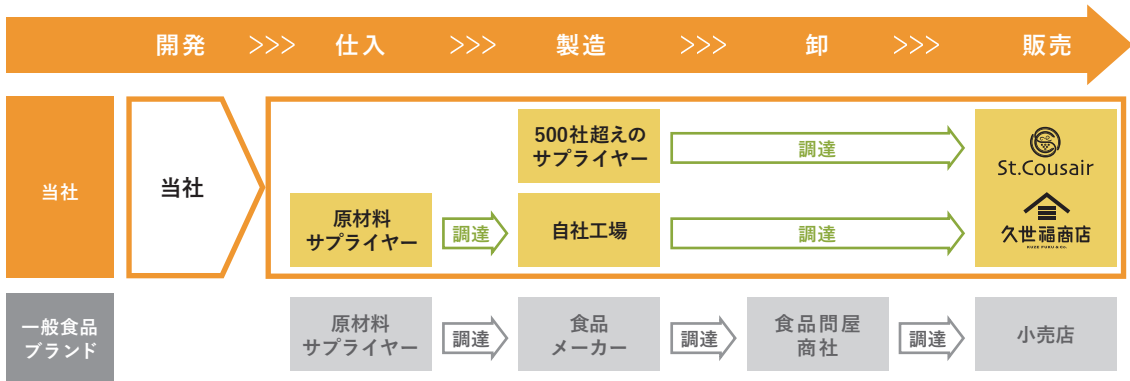 開発 >>> 仕入 >>> 製造 >>> 卸 >>> 販売
当社
当社
500社超えの
サプライヤー
調達
St.Cousair
原材料
サプライヤー
調達
自社工場
調達
久世福商店
KUZE FUKU & CO.
一般食品
ブランド
原材料
サプライヤー
調達
食品
メーカー
調達
食品問屋
商社
調達
小売店